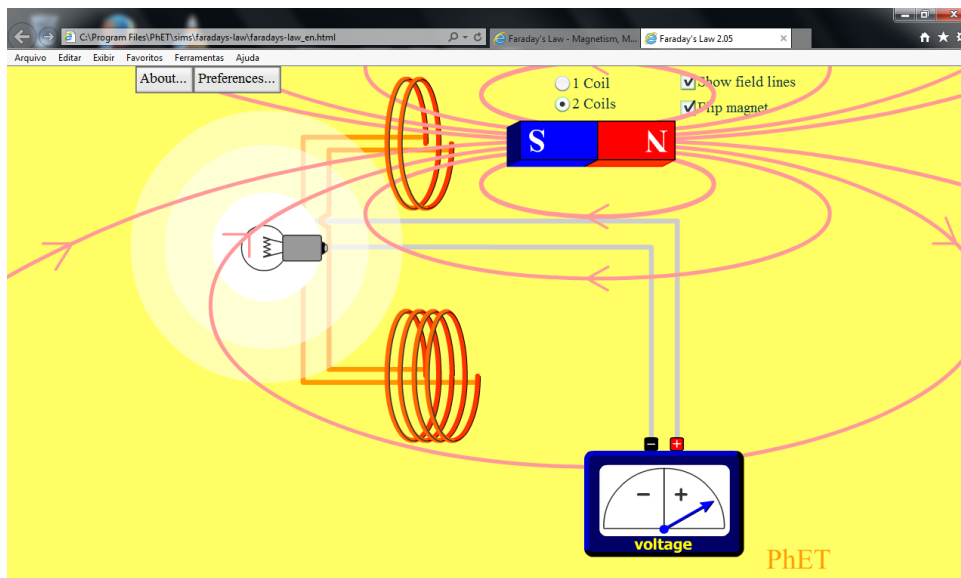 C:\Program Files\PhET\sims\faradays-law\faradays-law_en.html
Faraday's Law - Magnetism, M...
Faraday's Law 2.05
Arquivo Editar Exibir Favoritos Ferramentas Ajuda
About... Preferences...
1 Coil
2 Coils
Show field lines
Flip magnet
S N
− +
− +
voltage
PhET